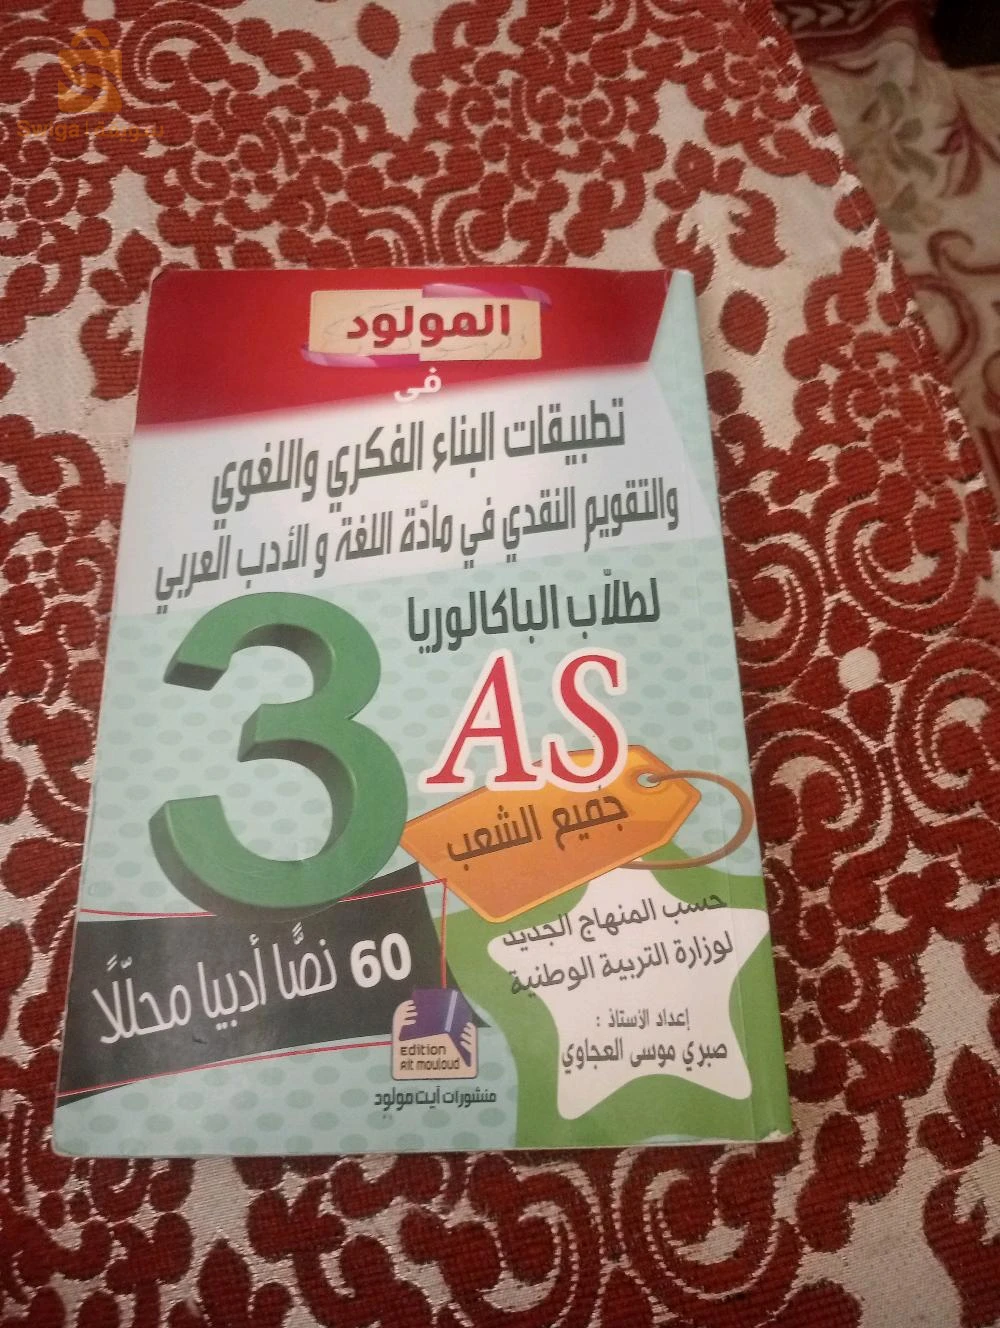 المولود
في
تطبيقات البناء الفكري واللغوي
والتقويم النقدي في مادّة اللغة و الأدب العربي
لطلّاب الباكالوريا
3
AS
جميع الشعب
حسب المنهاج الجديد
لوزارة التربية الوطنية
إعداد الأستاذ :
صبري موسى العجاوي
60 نصًّا أدبيا محلّلًا
Edition
Ait mouloud
منشورات آيت مولود